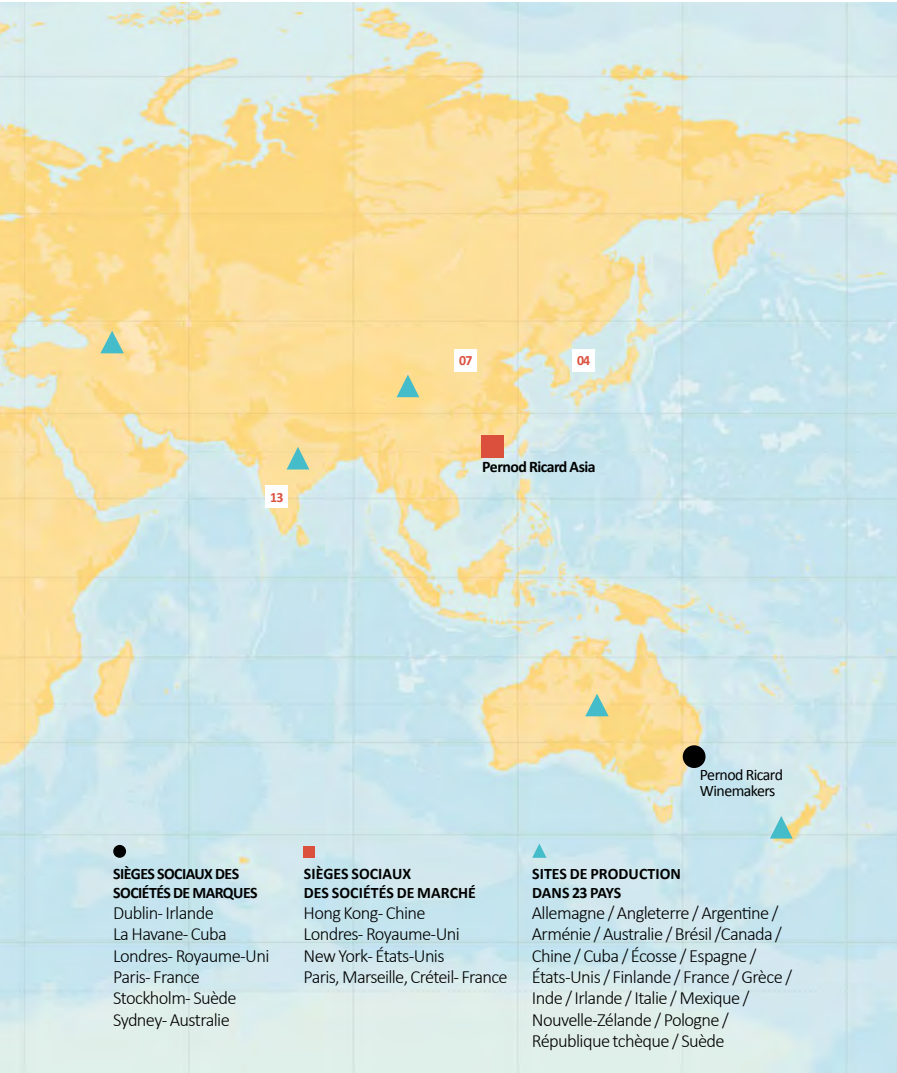 07
04
Pernod Ricard Asia
13
Pernod Ricard
Winemakers
SIÈGES SOCIAUX DES
SOCIÉTÉS DE MARQUES
Dublin- Irlande
La Havane- Cuba
Londres- Royaume-Uni
Paris- France
Stockholm- Suède
Sydney- Australie
SIÈGES SOCIAUX
DES SOCIÉTÉS DE MARCHÉ
Hong Kong- Chine
Londres- Royaume-Uni
New York- États-Unis
Paris, Marseille, Créteil- France
SITES DE PRODUCTION
DANS 23 PAYS
Allemagne / Angleterre / Argentine /
Arménie / Australie / Brésil /Canada /
Chine / Cuba / Écosse / Espagne /
États-Unis / Finlande / France / Grèce /
Inde / Irlande / Italie / Mexique /
Nouvelle-Zélande / Pologne /
République tchèque / Suède